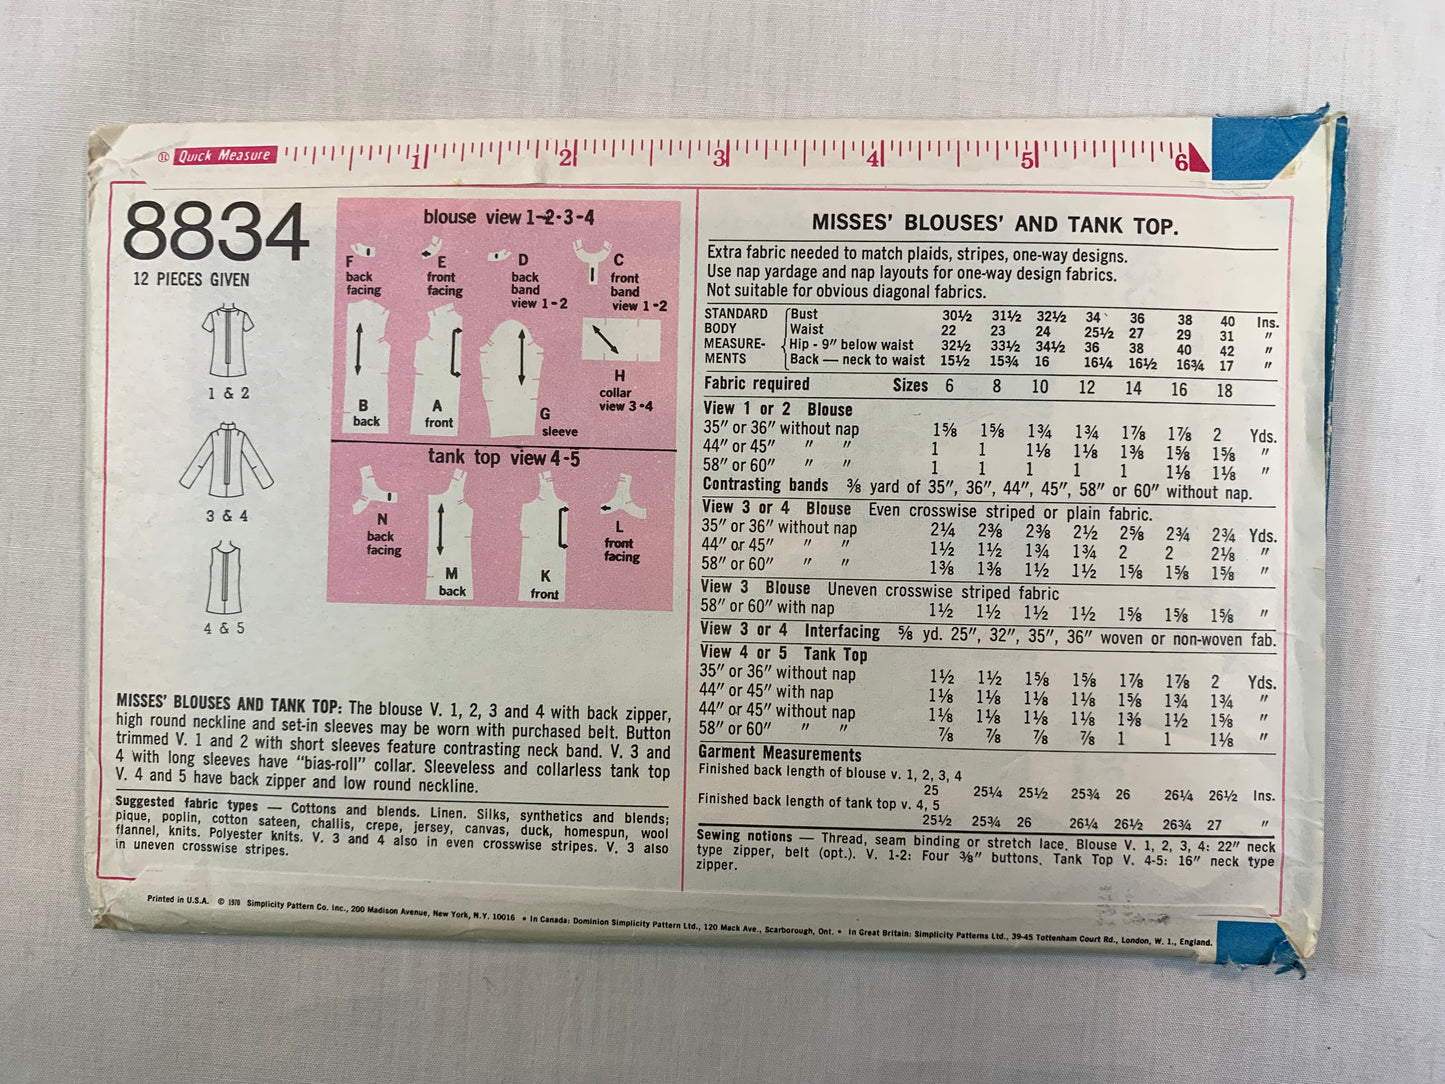 Quick Measure 1 2 3 4 5 6
8834
12 PIECES GIVEN
1 & 2
3 & 4
4 & 5
blouse view 1-2-3-4
F
back
facing
E
front
facing
D
back
band
view 1-2
C
front
band
view 1-2
B
back
A
front
G
sleeve
H
collar
view 3-4
tank top view 4-5
N
back
facing
M
back
K
front
L
front
facing
MISSES' BLOUSES AND TANK TOP: The blouse V. 1, 2, 3 and 4 with back zipper,
high round neckline and set-in sleeves may be worn with purchased belt. Button
trimmed V. 1 and 2 with short sleeves feature contrasting neck band. V. 3 and
4 with long sleeves have "bias-roll" collar. Sleeveless and collarless tank top
V. 4 and 5 have back zipper and low round neckline.
Suggested fabric types — Cottons and blends. Linen. Silks, synthetics and blends;
pique, poplin, cotton sateen, challis, crepe, jersey, canvas, duck, homespun, wool
flannel, knits. Polyester knits. V. 3 and 4 also in even crosswise stripes. V. 3 also
in uneven crosswise stripes.
MISSES' BLOUSES' AND TANK TOP.
Extra fabric needed to match plaids, stripes, one-way designs.
Use nap yardage and nap layouts for one-way design fabrics.
Not suitable for obvious diagonal fabrics.
STANDARD Bust 30½ 31½ 32½ 34 36 38 40 Ins.
BODY Waist 22 23 24 25½ 27 29 31 "
MEASURE- Hip - 9" below waist 32½ 33½ 34½ 36 38 40 42 "
MENTS Back — neck to waist 15½ 15¾ 16 16¼ 16½ 16¾ 17 "
Fabric required Sizes 6 8 10 12 14 16 18
View 1 or 2 Blouse
35" or 36" without nap 1⅝ 1⅝ 1¾ 1¾ 1⅞ 1⅞ 2 Yds.
44" or 45" " " 1 1 1⅛ 1⅛ 1⅜ 1⅝ 1⅝ "
58" or 60" " " 1 1 1 1 1 1⅛ 1⅛ "
Contrasting bands ⅜ yard of 35", 36", 44", 45", 58" or 60" without nap.
View 3 or 4 Blouse Even crosswise striped or plain fabric.
35" or 36" without nap 2¼ 2⅜ 2⅜ 2½ 2⅝ 2¾ 2¾ Yds.
44" or 45" " " 1½ 1½ 1¾ 1¾ 2 2 2⅛ "
58" or 60" " " 1⅜ 1⅜ 1½ 1½ 1⅝ 1⅝ 1⅝ "
View 3 Blouse Uneven crosswise striped fabric
58" or 60" with nap 1½ 1½ 1½ 1½ 1⅝ 1⅝ 1⅝ "
View 3 or 4 Interfacing ⅝ yd. 25", 32", 35", 36" woven or non-woven fab.
View 4 or 5 Tank Top
35" or 36" without nap 1½ 1½ 1⅝ 1⅝ 1⅞ 1⅞ 2 Yds.
44" or 45" with nap 1⅛ 1⅛ 1⅛ 1⅛ 1⅝ 1¾ 1¾ "
44" or 45" without nap 1⅛ 1⅛ 1⅛ 1⅛ 1⅜ 1½ 1⅝ "
58" or 60" " " ⅞ ⅞ ⅞ ⅞ 1 1 1⅛ "
Garment Measurements
Finished back length of blouse v. 1, 2, 3, 4
25 25¼ 25½ 25¾ 26 26¼ 26½ Ins.
Finished back length of tank top v. 4, 5
25½ 25¾ 26 26¼ 26½ 26¾ 27 "
Sewing notions — Thread, seam binding or stretch lace. Blouse V. 1, 2, 3, 4: 22" neck
type zipper, belt (opt.). V. 1-2: Four ⅜" buttons. Tank Top V. 4-5: 16" neck type
zipper.
Printed in U.S.A. © 1970 Simplicity Pattern Co. Inc., 200 Madison Avenue, New York, N.Y. 10016 • In Canada: Dominion Simplicity Pattern Ltd., 120 Mack Ave., Scarborough, Ont. • In Great Britain: Simplicity Patterns Ltd., 39-45 Tottenham Court Rd., London, W. 1., England.